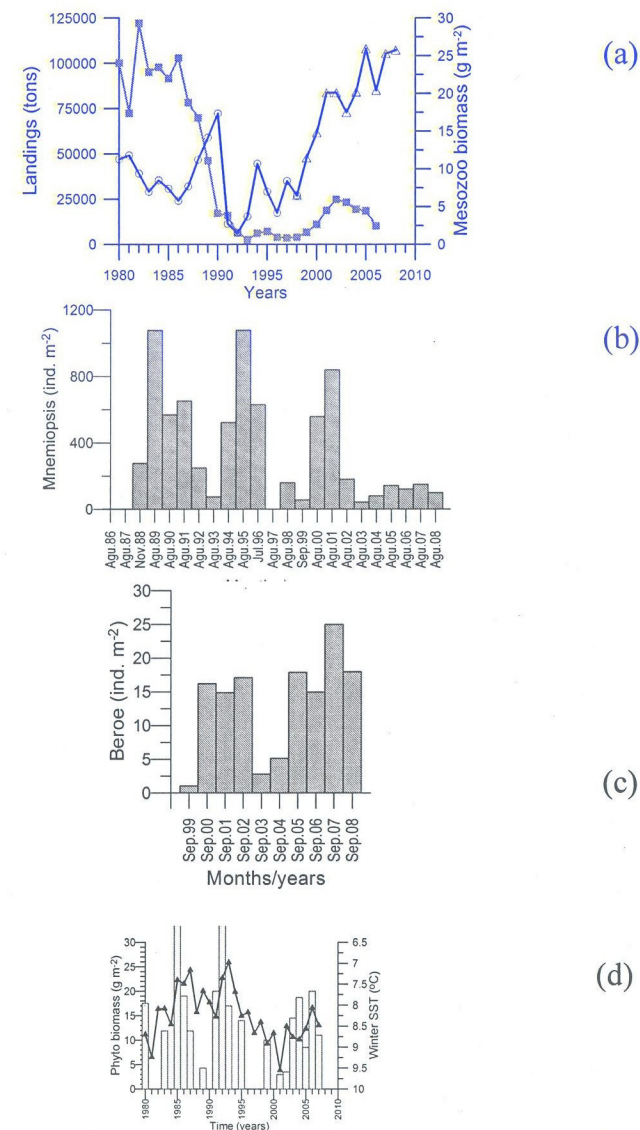 125000
100000
75000
50000
25000
0
Landings (tons)
30
25
20
15
10
5
0
Mesozoo biomass (g m-2)
1980 1985 1990 1995 2000 2005 2010
Years
(a)
1200
800
400
0
Mnemiopsis (ind. m-2)
Agu.86
Agu.87
Nov.88
Agu.89
Agu.90
Agu.91
Agu.92
Agu.93
Agu.94
Agu.95
Jul.96
Agu.97
Agu.98
Sep.99
Agu.00
Agu.01
Agu.02
Agu.03
Agu.04
Agu.05
Agu.06
Agu.07
Agu.08
(b)
30
25
20
15
10
5
0
Beroe (ind. m-2)
Sep.99
Sep.00
Sep.01
Sep.02
Sep.03
Sep.04
Sep.05
Sep.06
Sep.07
Sep.08
Months/years
(c)
30
25
20
15
10
5
0
Phyto biomass (g m-2)
6.5
7
7.5
8
8.5
9
9.5
10
Winter SST (ºC)
1980
1985
1990
1995
2000
2005
2010
Time (years)
(d)